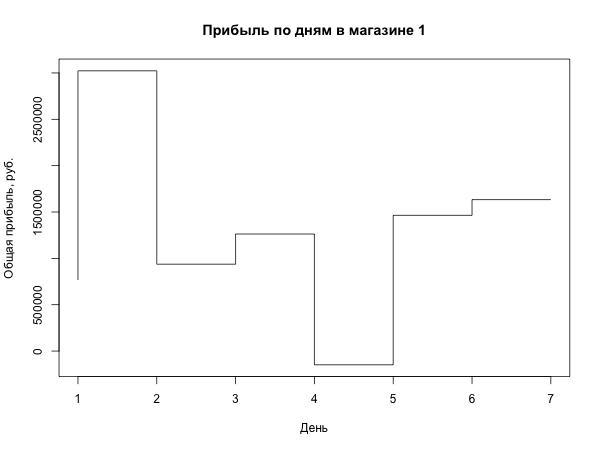 Прибыль по дням в магазине 1
Общая прибыль, руб.
2500000
1500000
500000
0
1 2 3 4 5 6 7
День